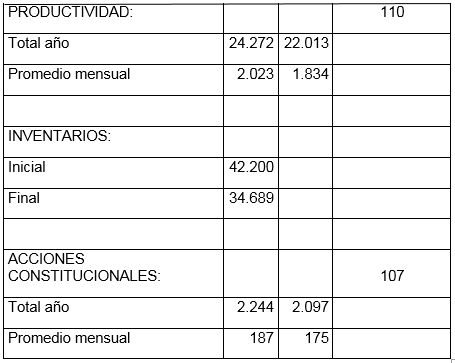 PRODUCTIVIDAD: 110
Total año 24.272 22.013
Promedio mensual 2.023 1.834
INVENTARIOS:
Inicial 42.200
Final 34.689
ACCIONES
CONSTITUCIONALES: 107
Total año 2.244 2.097
Promedio mensual 187 175